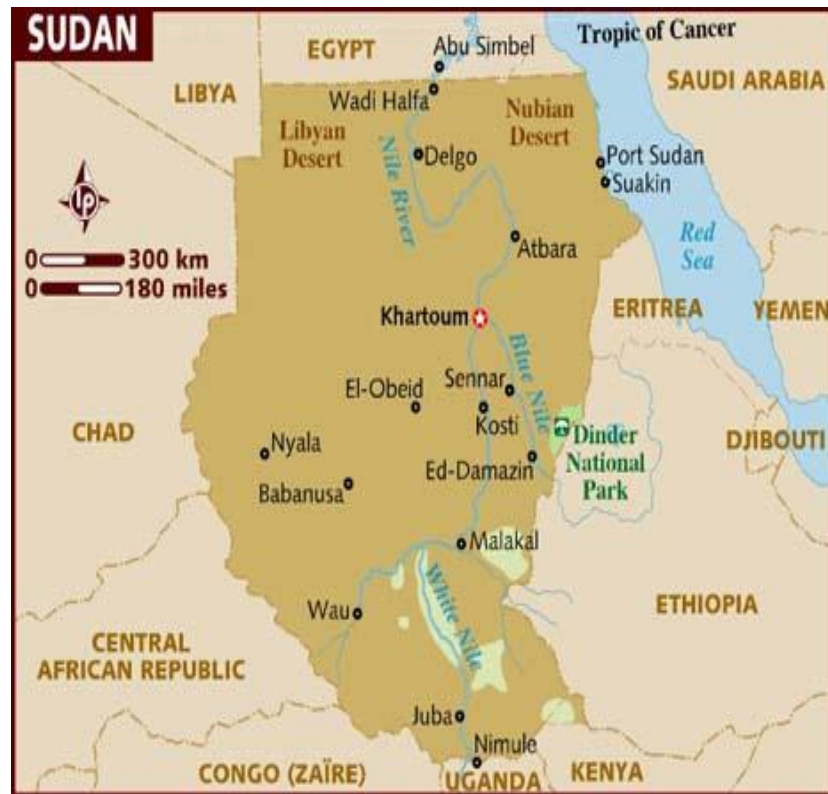 SUDAN
EGYPT
Abu Simbel
Tropic of Cancer
LIBYA
SAUDI ARABIA
Wadi Halfa
Nubian
Desert
Libyan
Desert
Delgo
Nile River
Port Sudan
Suakin
lp
Red
Sea
Atbara
0 300 km
0 180 miles
ERITREA
YEMEN
Khartoum
Blue Nile
Sennar
El-Obeid
Kosti
CHAD
Dinder
National
Park
DJIBOUTI
Nyala
Ed-Damazin
Babanusa
Malakal
White Nile
Wau
ETHIOPIA
CENTRAL
AFRICAN REPUBLIC
Juba
Nimule
CONGO (ZAÏRE)
UGANDA
KENYA